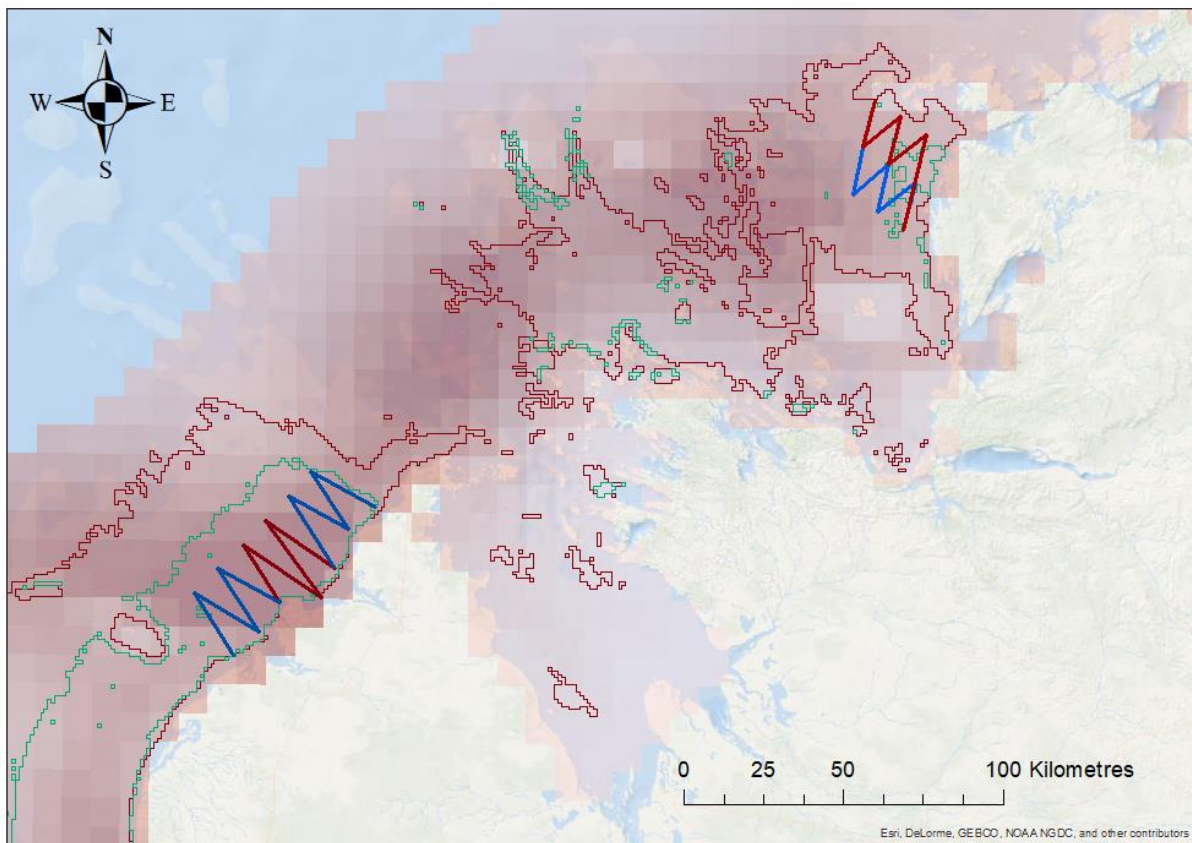 N
W E
S
0 25 50 100 Kilometres
Esri, DeLorme, GEBCO, NOAA NGDC, and other contributors